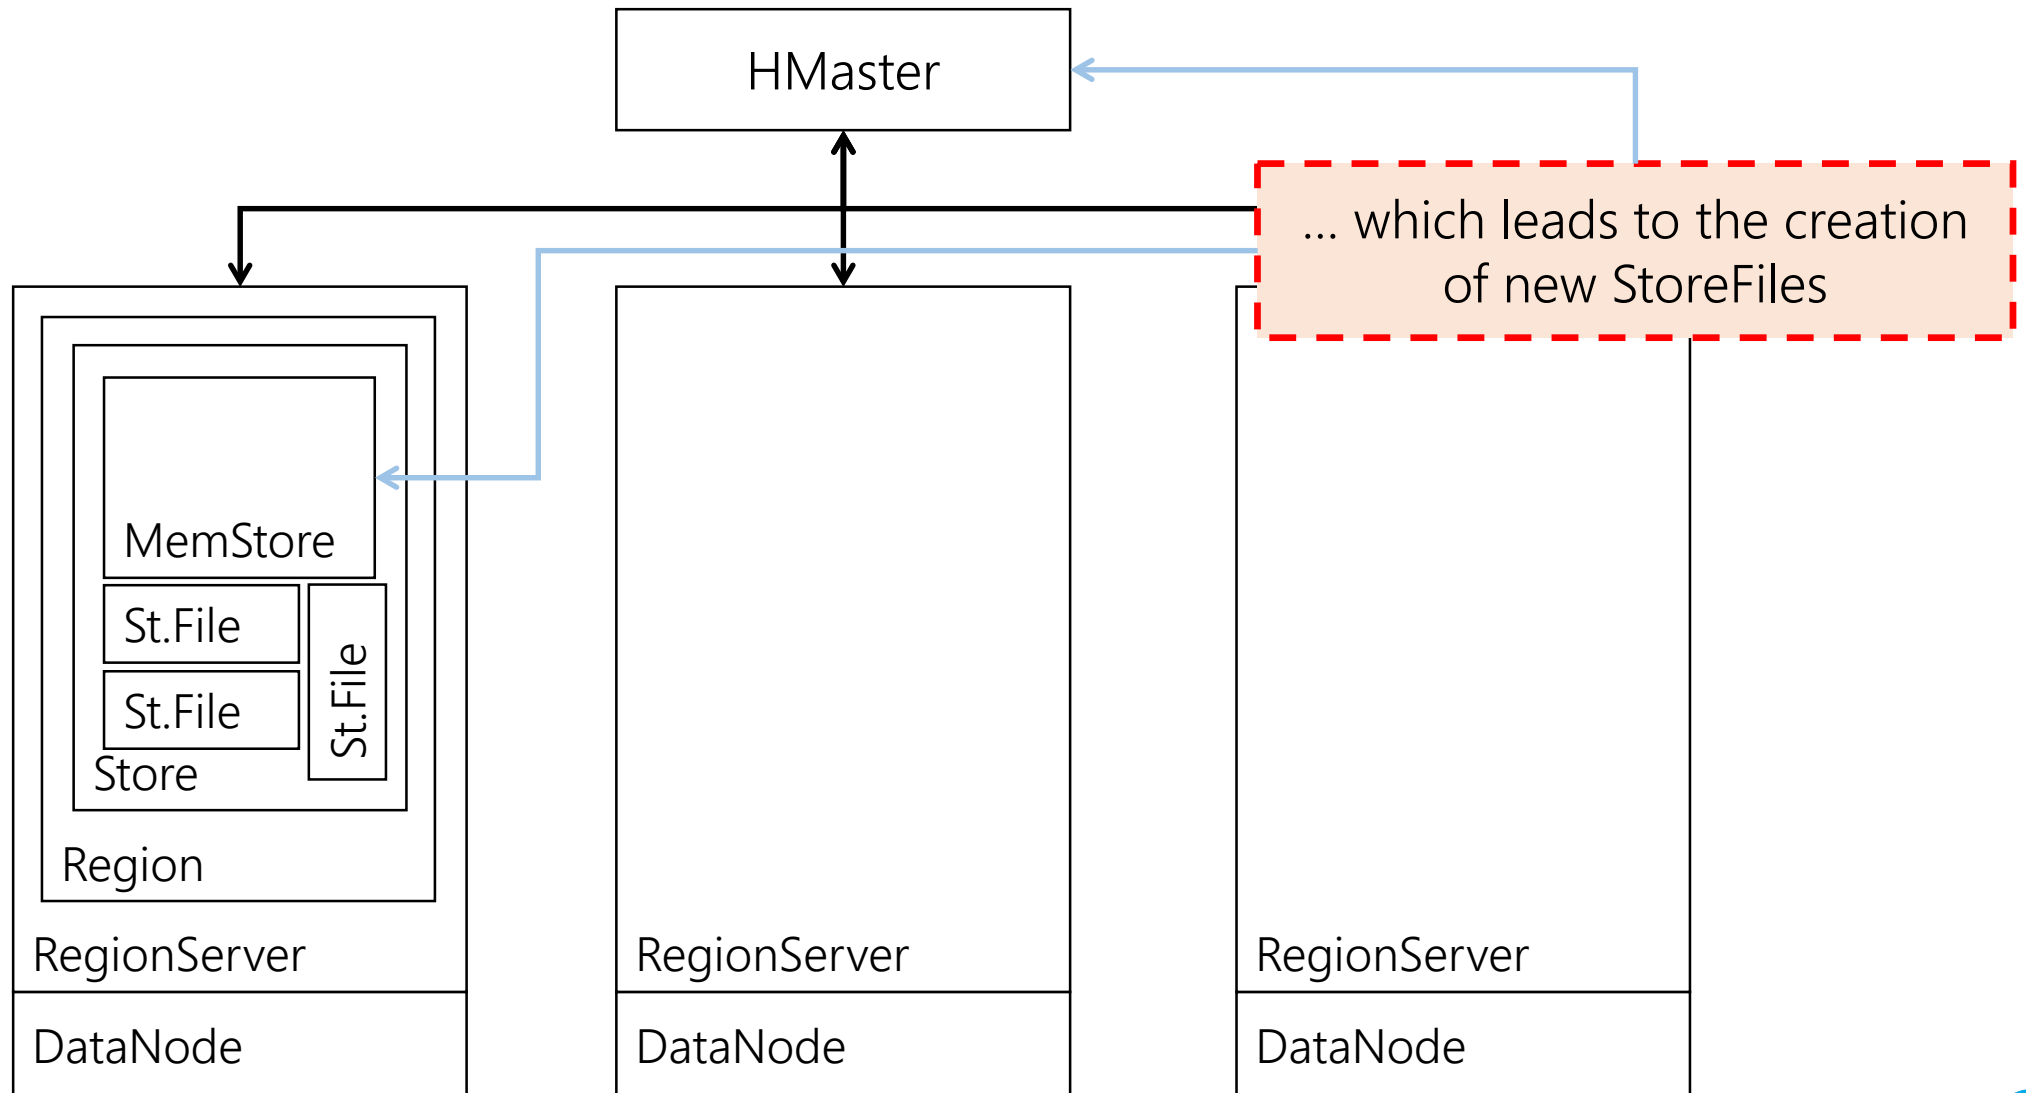 HMaster
... which leads to the creation
of new StoreFiles
MemStore
St.File
St.File
St.File
Store
Region
RegionServer
DataNode
RegionServer
DataNode
RegionServer
DataNode